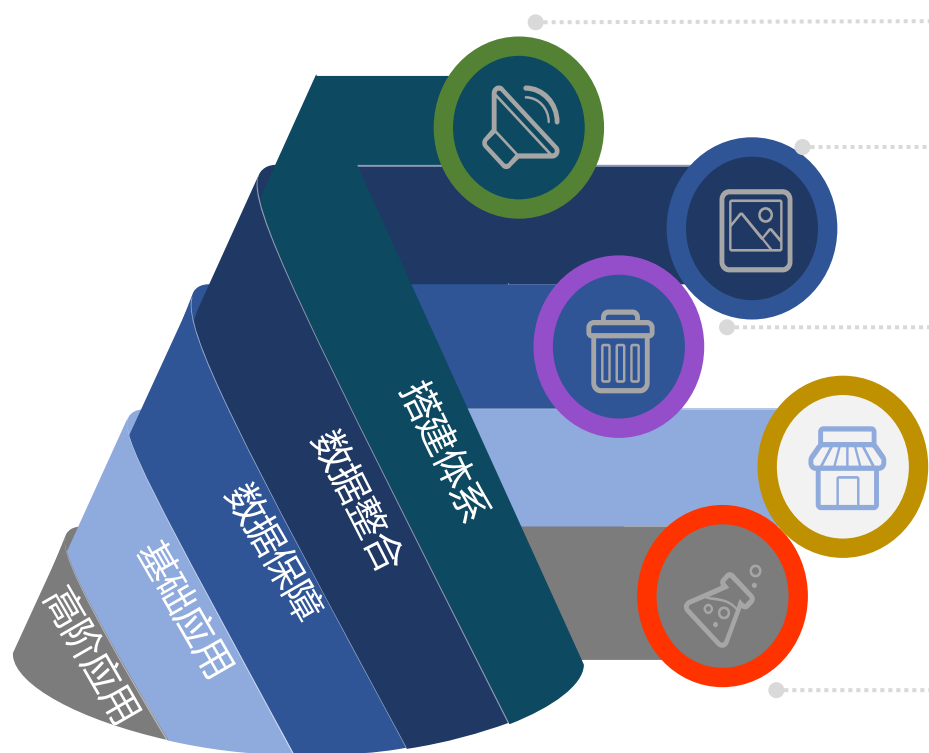 搭建体系
数据整合
数据保障
基础应用
高阶应用